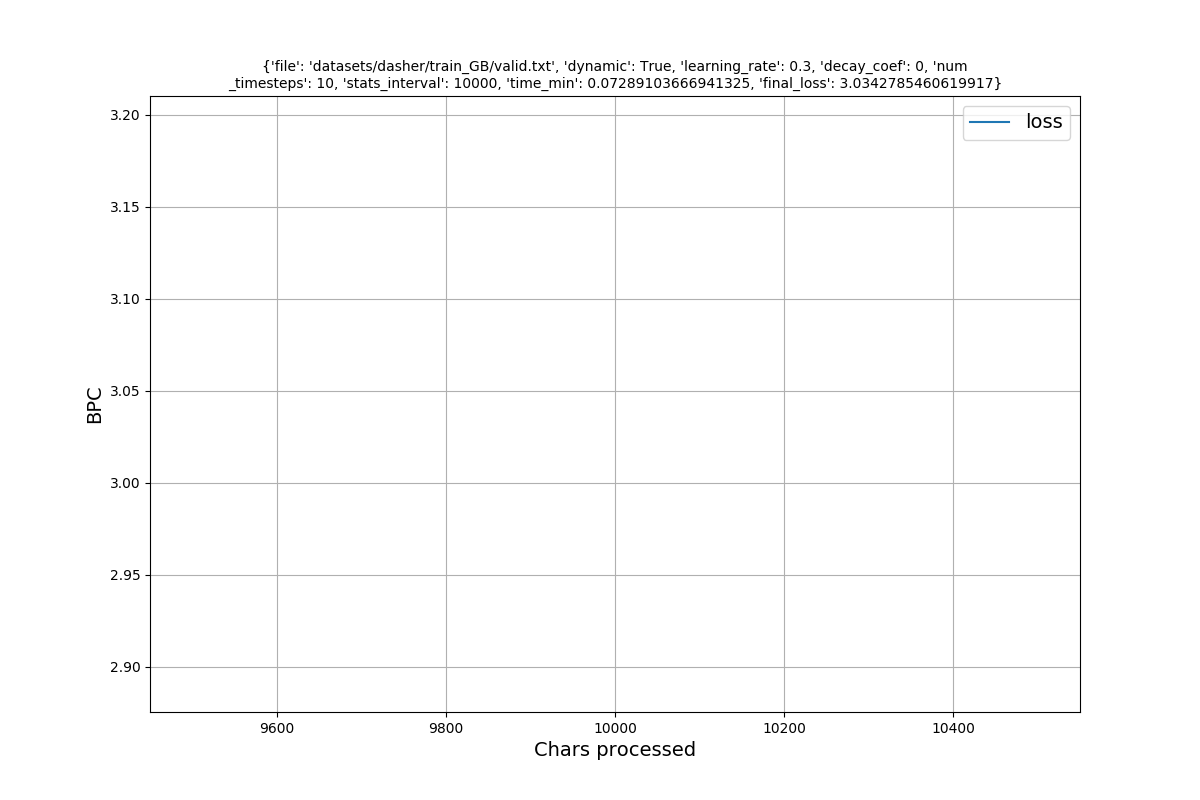 {'file': 'datasets/dasher/train_GB/valid.txt', 'dynamic': True, 'learning_rate': 0.3, 'decay_coef': 0, 'num
_timesteps': 10, 'stats_interval': 10000, 'time_min': 0.07289103666941325, 'final_loss': 3.0342785460619917}
loss
3.20
3.15
3.10
3.05
3.00
2.95
2.90
BPC
9600 9800 10000 10200 10400
Chars processed